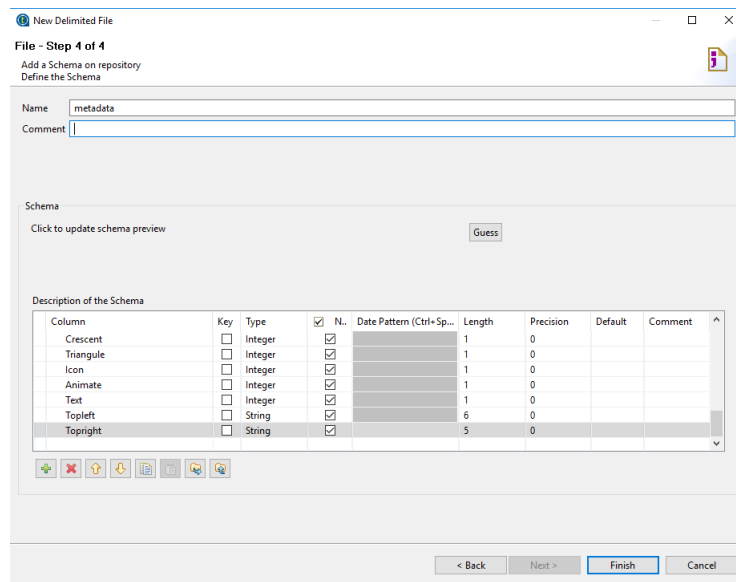 New Delimited File
File - Step 4 of 4
Add a Schema on repository
Define the Schema
Name metadata
Comment
Schema
Click to update schema preview Guess
Description of the Schema
Column Key Type N.. Date Pattern (Ctrl+Sp... Length Precision Default Comment
Crescent Integer 1 0
Triangule Integer 1 0
Icon Integer 1 0
Animate Integer 1 0
Text Integer 1 0
Topleft String 6 0
Topright String 5 0
< Back Next > Finish Cancel